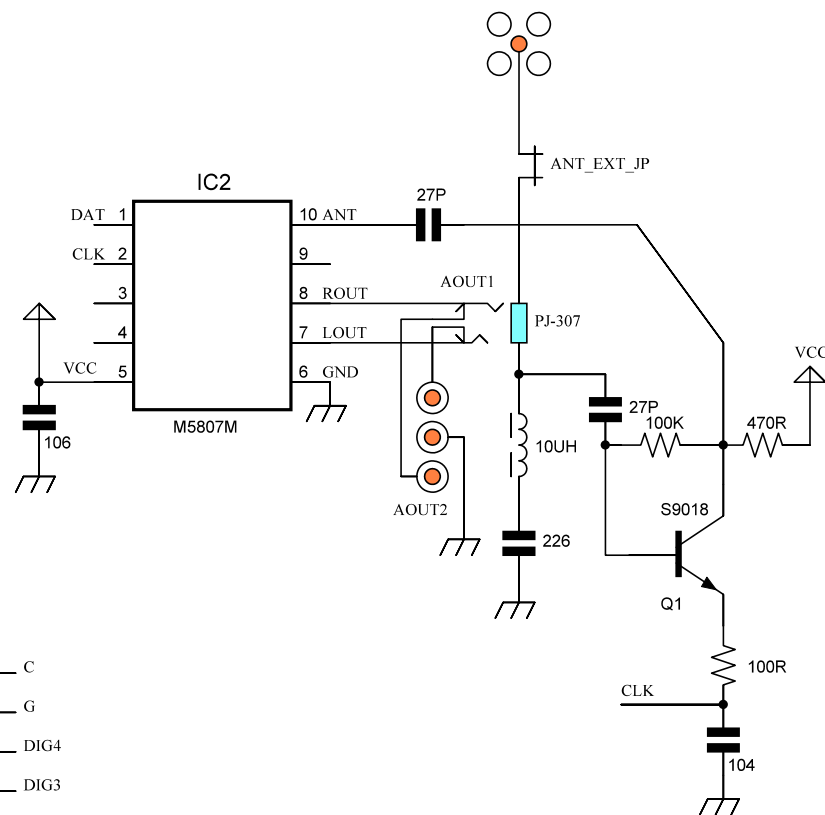 ANT_EXT_JP
IC2
27P
DAT 1
10 ANT
CLK 2
9
AOUT1
3
8 ROUT
PJ-307
4
7 LOUT
VCC
VCC 5
6 GND
27P
M5807M
100K
470R
106
10UH
AOUT2
S9018
226
Q1
C
100R
CLK
G
DIG4
104
DIG3